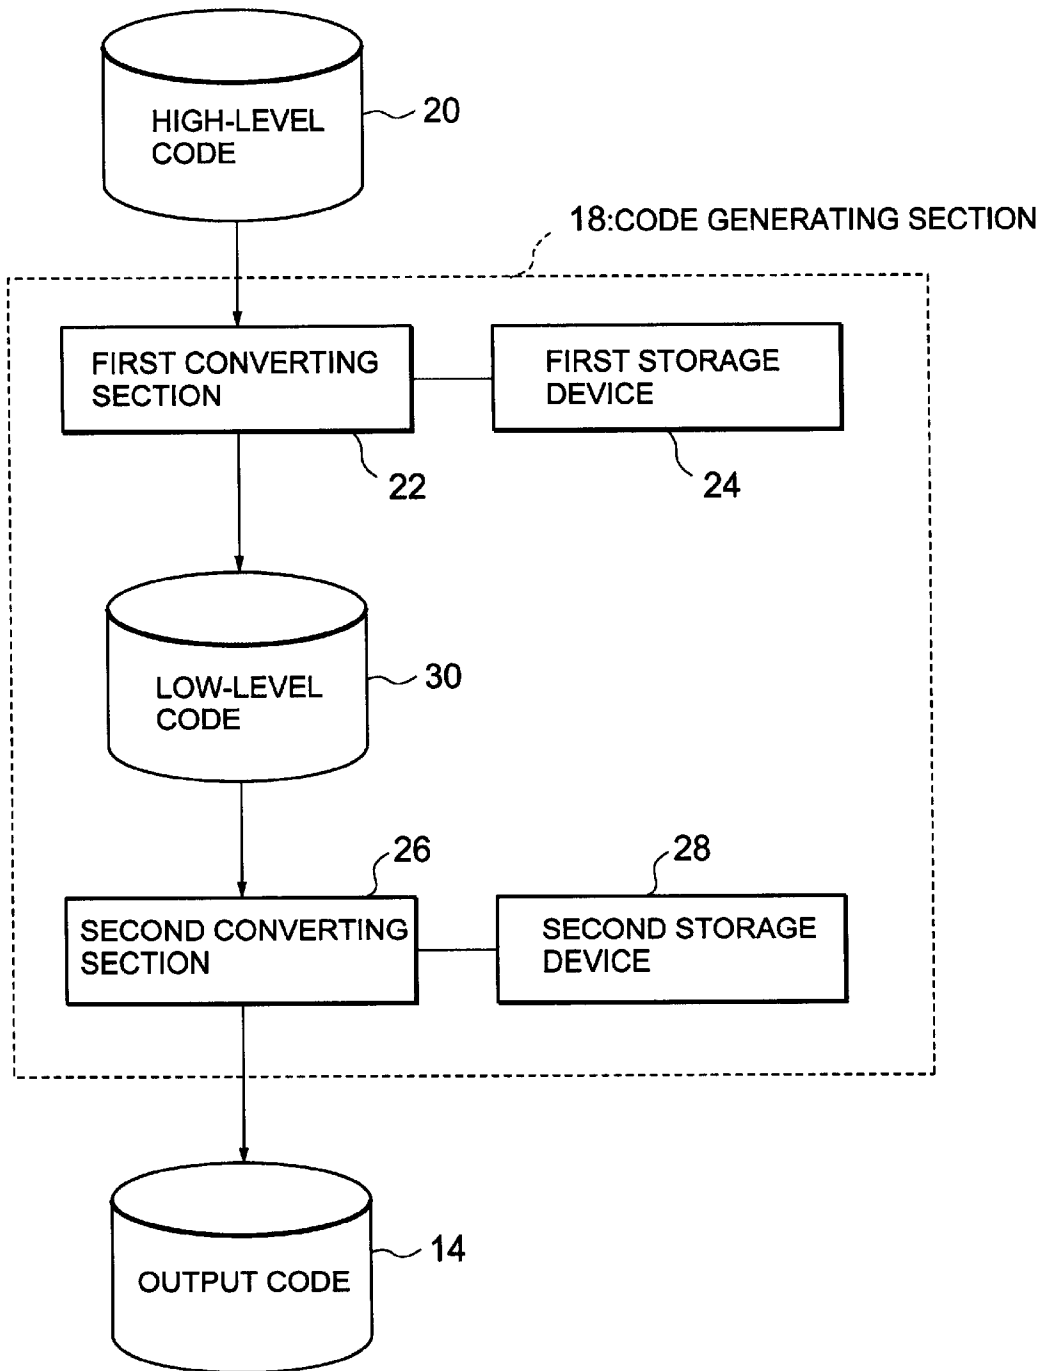 HIGH-LEVEL
CODE
20
18:CODE GENERATING SECTION
FIRST CONVERTING
SECTION
FIRST STORAGE
DEVICE
22
24
LOW-LEVEL
CODE
30
26
28
SECOND CONVERTING
SECTION
SECOND STORAGE
DEVICE
OUTPUT CODE
14